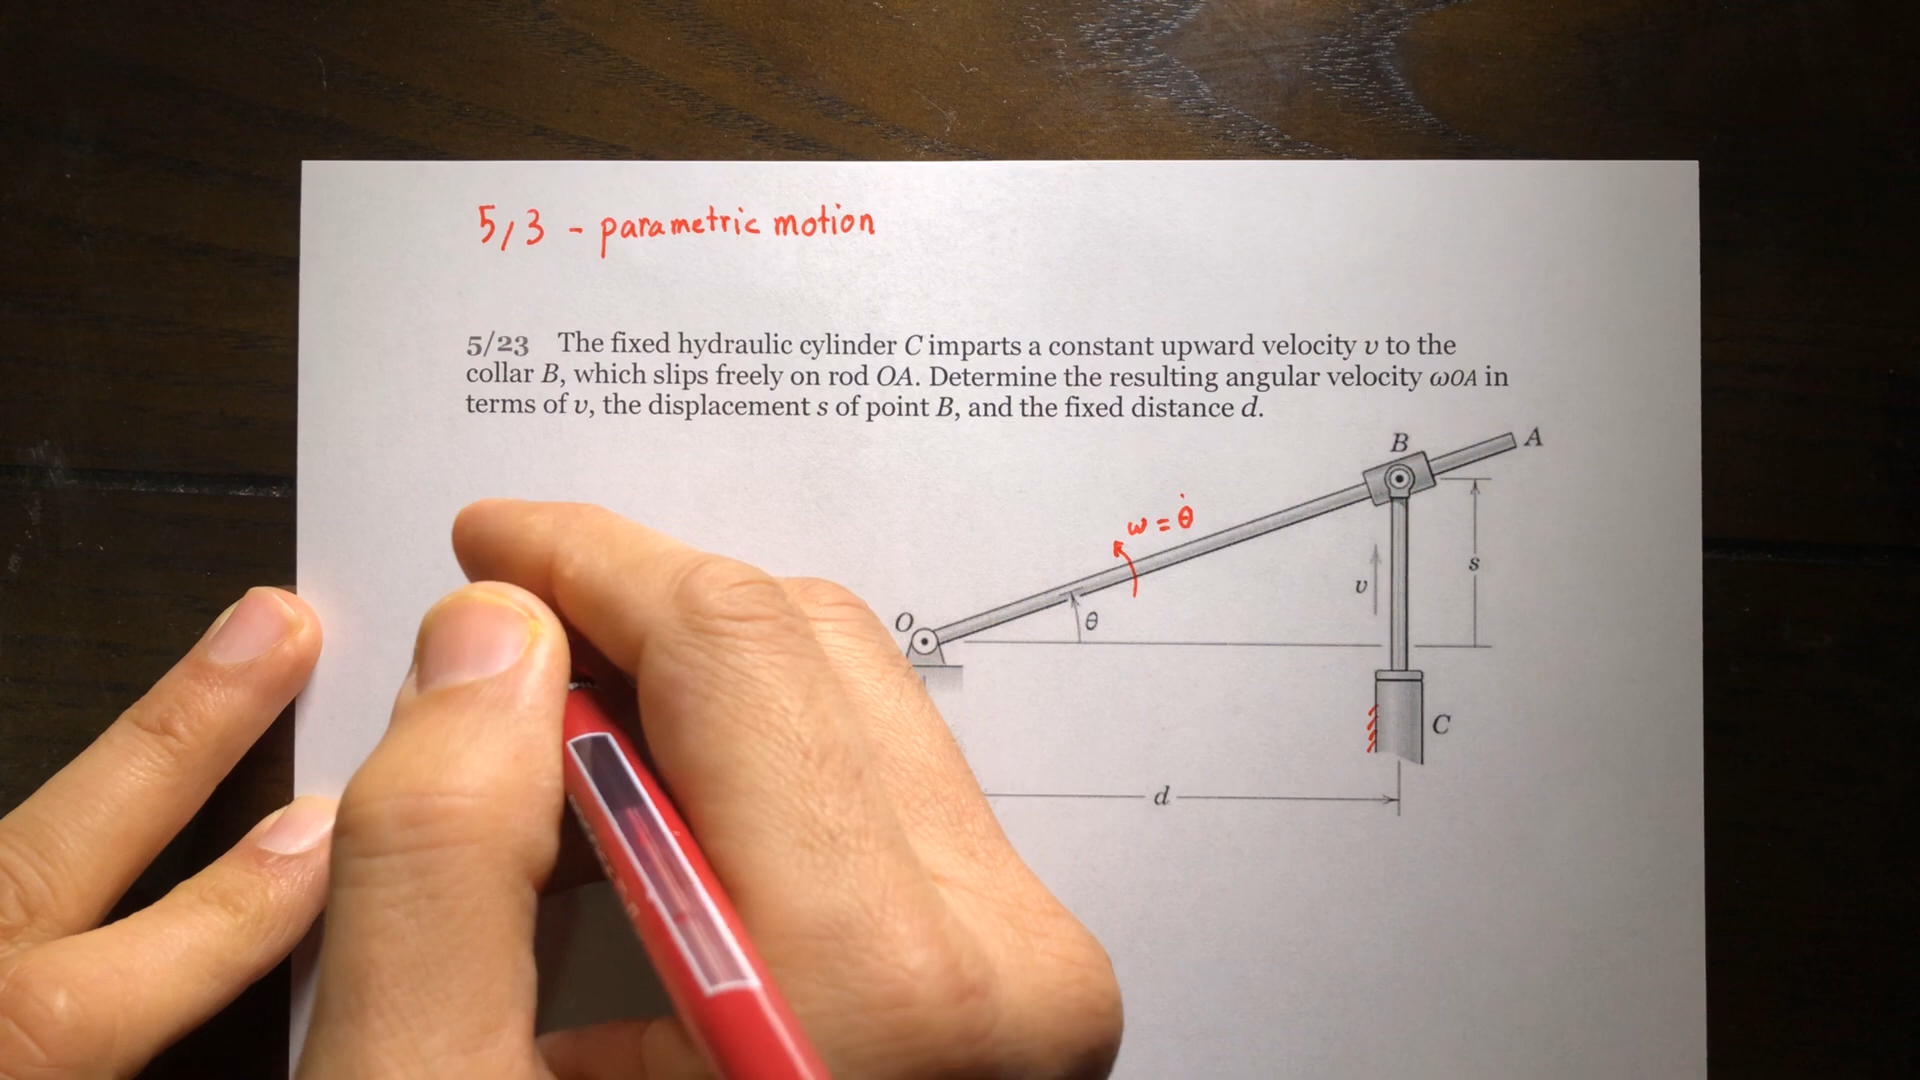 5/3 - parametric motion
5/23 The fixed hydraulic cylinder C imparts a constant upward velocity v to the
collar B, which slips freely on rod OA. Determine the resulting angular velocity ωOA in
terms of v, the displacement s of point B, and the fixed distance d.
B
A
ω = θ̇
s
v
O
θ
C
d